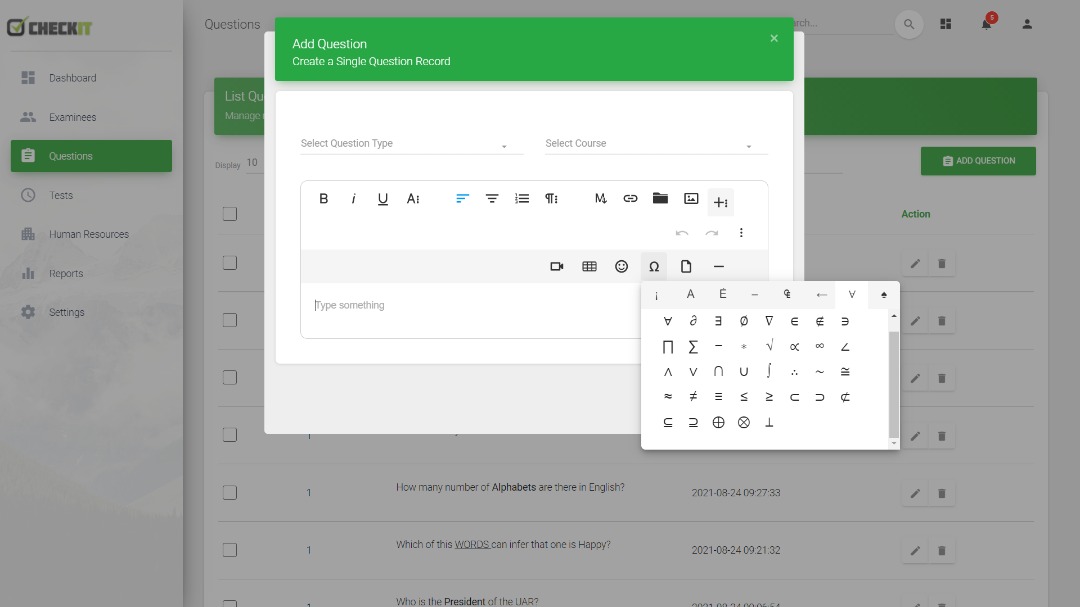 CHECKIT
Questions
rch...
5
Dashboard
Examinees
Questions
Tests
Human Resources
Reports
Settings
List Qu
Manage
Display 10
ADD QUESTION
Action
Add Question
Create a Single Question Record
×
Select Question Type
Select Course
B i U A
Ω
Type something
¡ A Ė – ₠ ← ∀ ♠
∀ ∂ ∃ ∅ ∇ ∈ ∉ ∋
∏ ∑ − ∗ √ ∝ ∞ ∠
∧ ∨ ∩ ∪ ∫ ∴ ∼ ≅
≈ ≠ ≡ ≤ ≥ ⊂ ⊃ ⊄
⊆ ⊇ ⊕ ⊗ ⊥
1 How many number of Alphabets are there in English? 2021-08-24 09:27:33
1 Which of this WORDS can infer that one is Happy? 2021-08-24 09:21:32
Who is the President of the UAR?